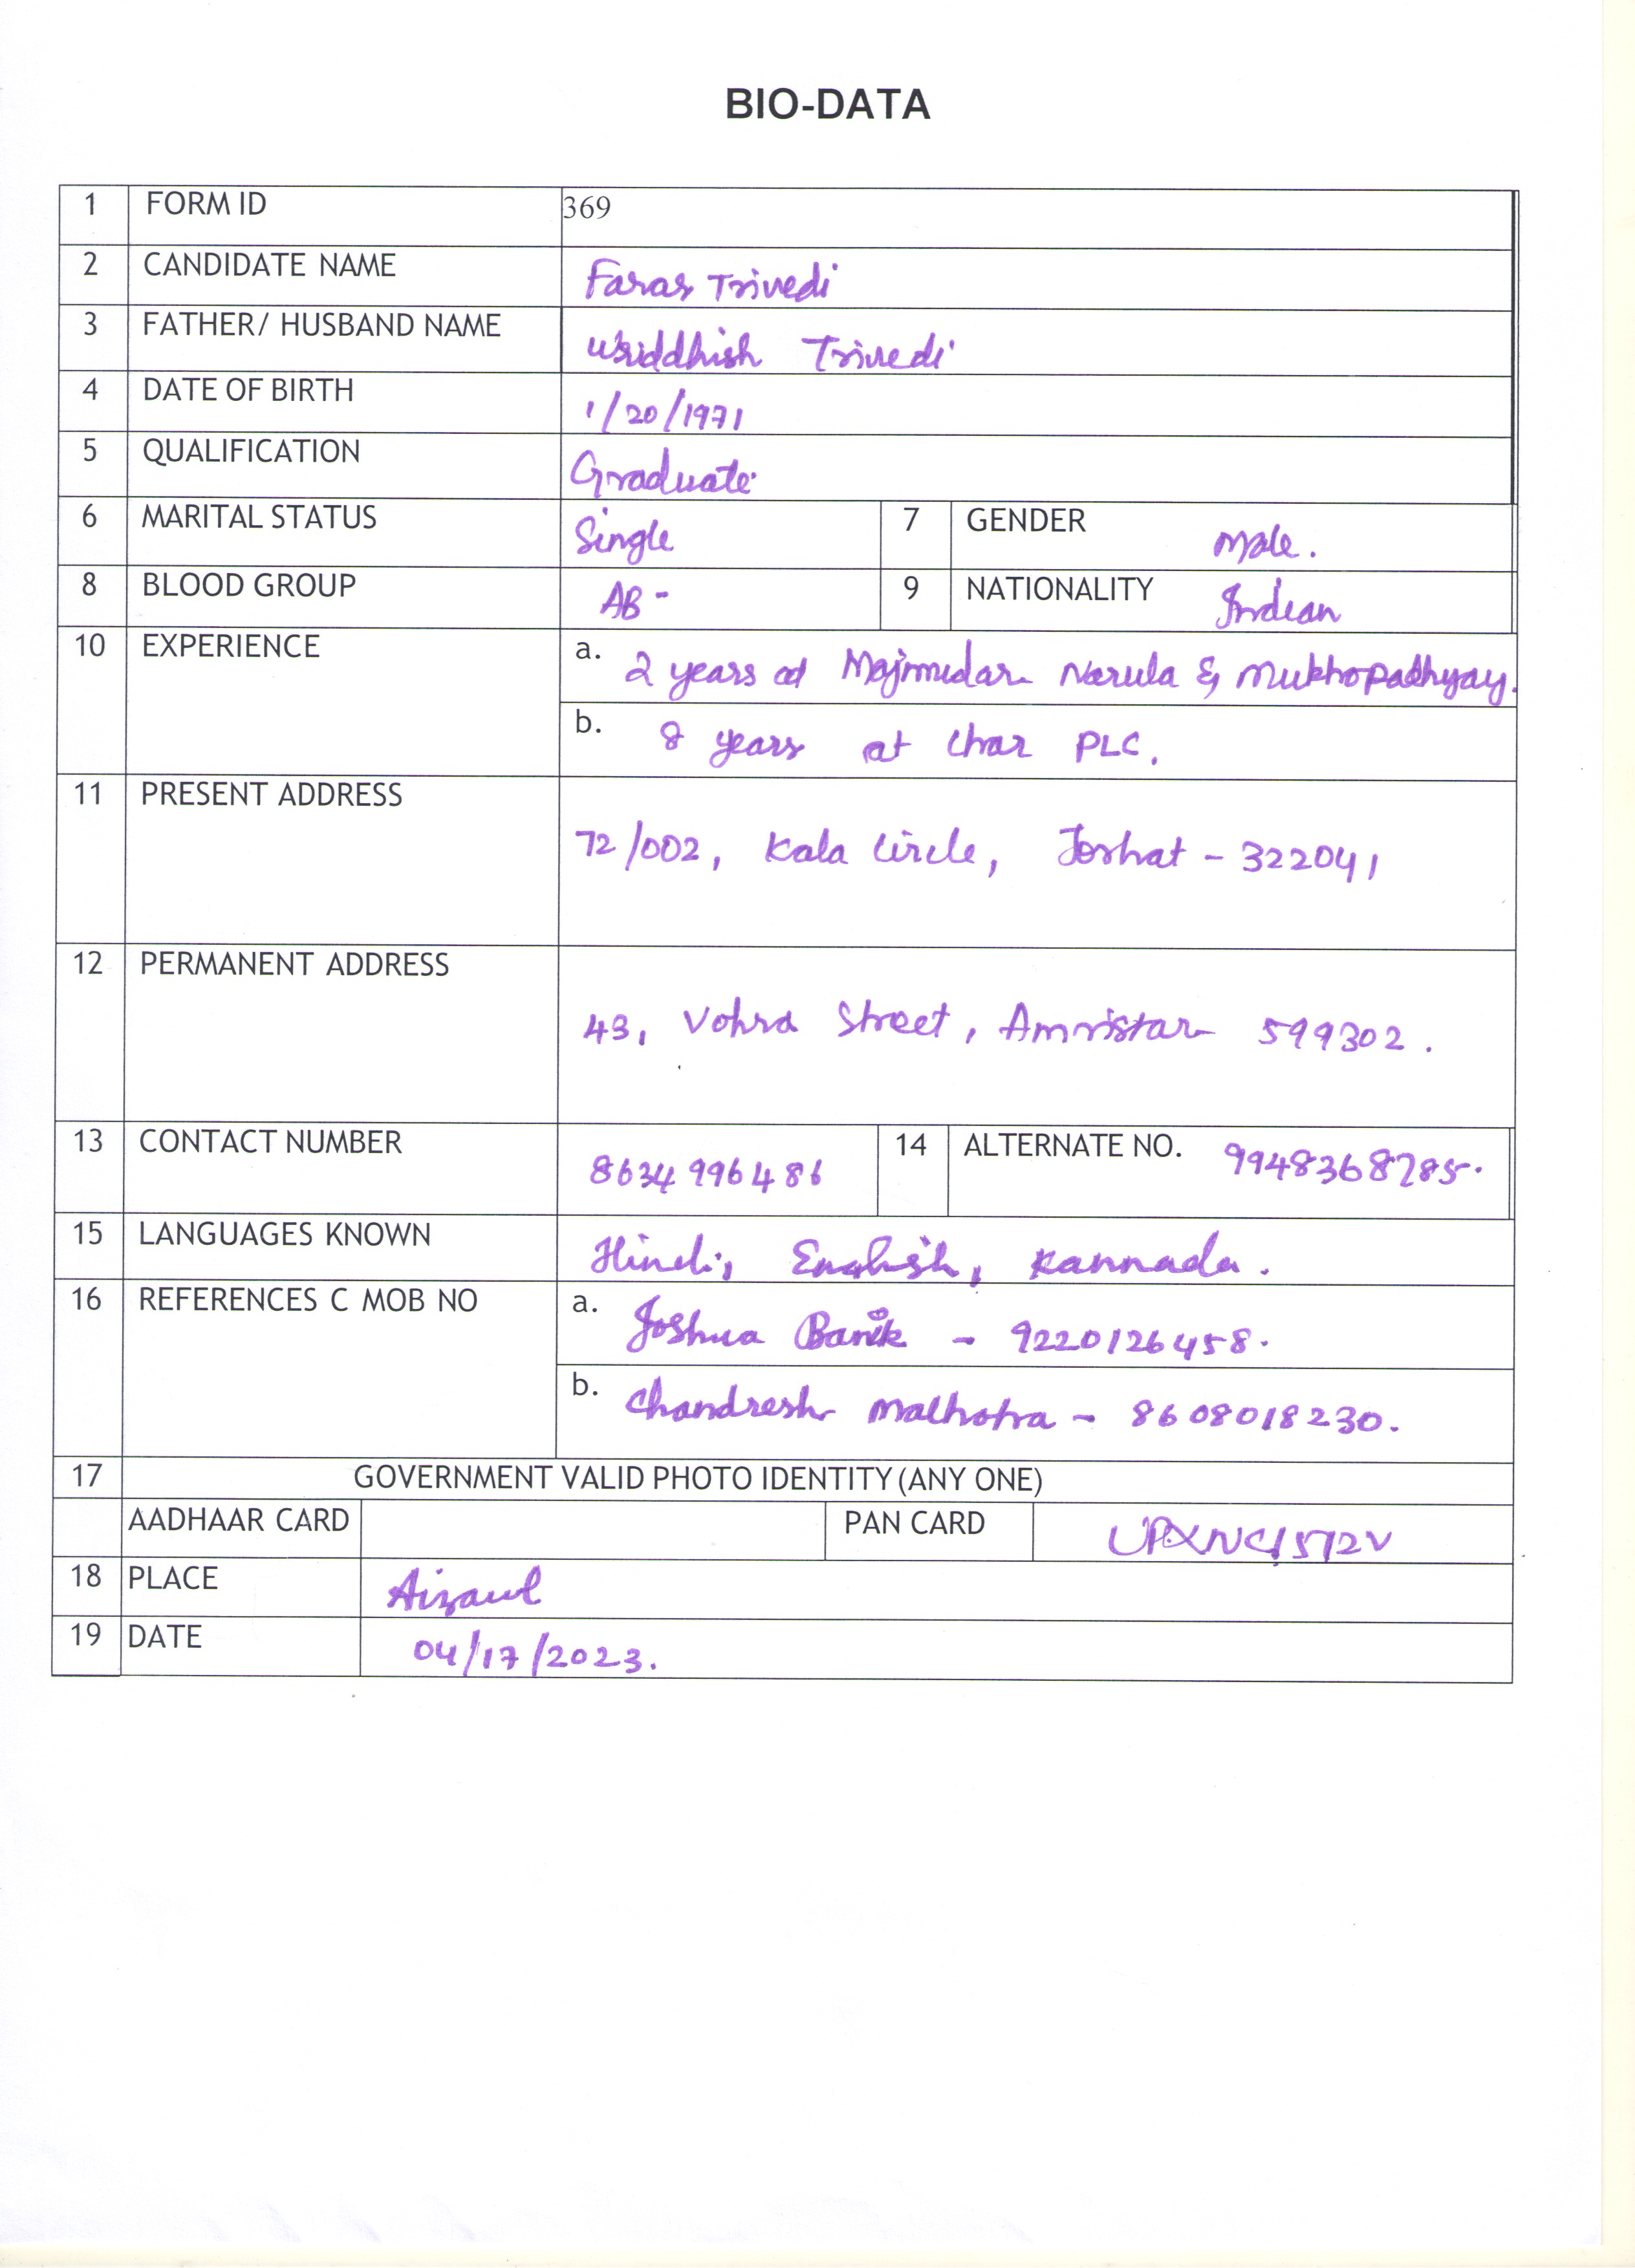 BIO-DATA
1 FORM ID 369
2 CANDIDATE NAME Faras Trivedi
3 FATHER/ HUSBAND NAME Wriddhish Trivedi
4 DATE OF BIRTH 1/20/1971
5 QUALIFICATION Graduate
6 MARITAL STATUS Single 7 GENDER Male.
8 BLOOD GROUP AB- 9 NATIONALITY Indian
10 EXPERIENCE a. 2 years at Majmudar Narula & Mukhopadhyay.
b. 8 years at Char PLC.
11 PRESENT ADDRESS
72/002, Kala Circle, Jorhat - 322041
12 PERMANENT ADDRESS
43, Vohra Street, Amristar 599302.
13 CONTACT NUMBER 8634996486 14 ALTERNATE NO. 9948368785.
15 LANGUAGES KNOWN Hindi, English, Kannada.
16 REFERENCES C MOB NO a. Joshua Banik - 9220126458.
b. Chandresh Malhotra - 8608018230.
17 GOVERNMENT VALID PHOTO IDENTITY (ANY ONE)
AADHAAR CARD PAN CARD
18 PLACE Aizawl
19 DATE 04/17/2023.